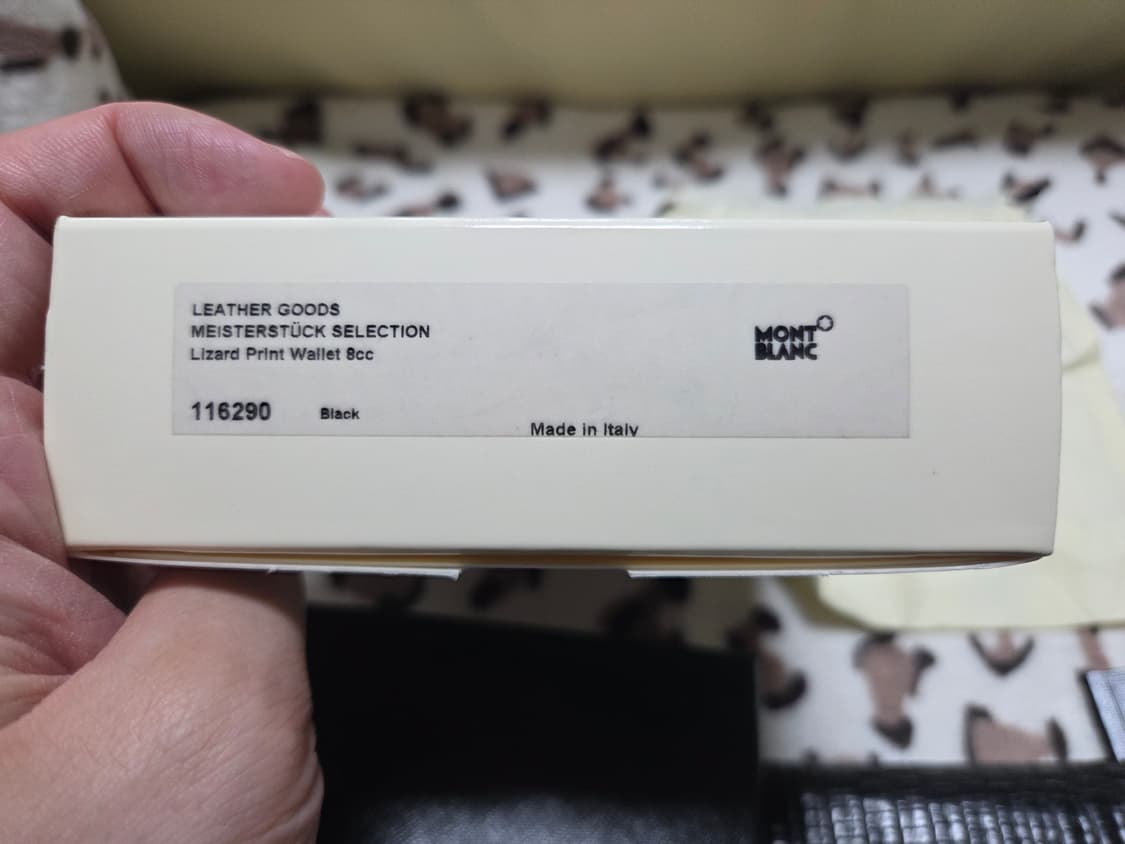 LEATHER GOODS
MEISTERSTÜCK SELECTION
Lizard Print Wallet 8cc
MONT
BLANC
116290 Black
Made in Italy